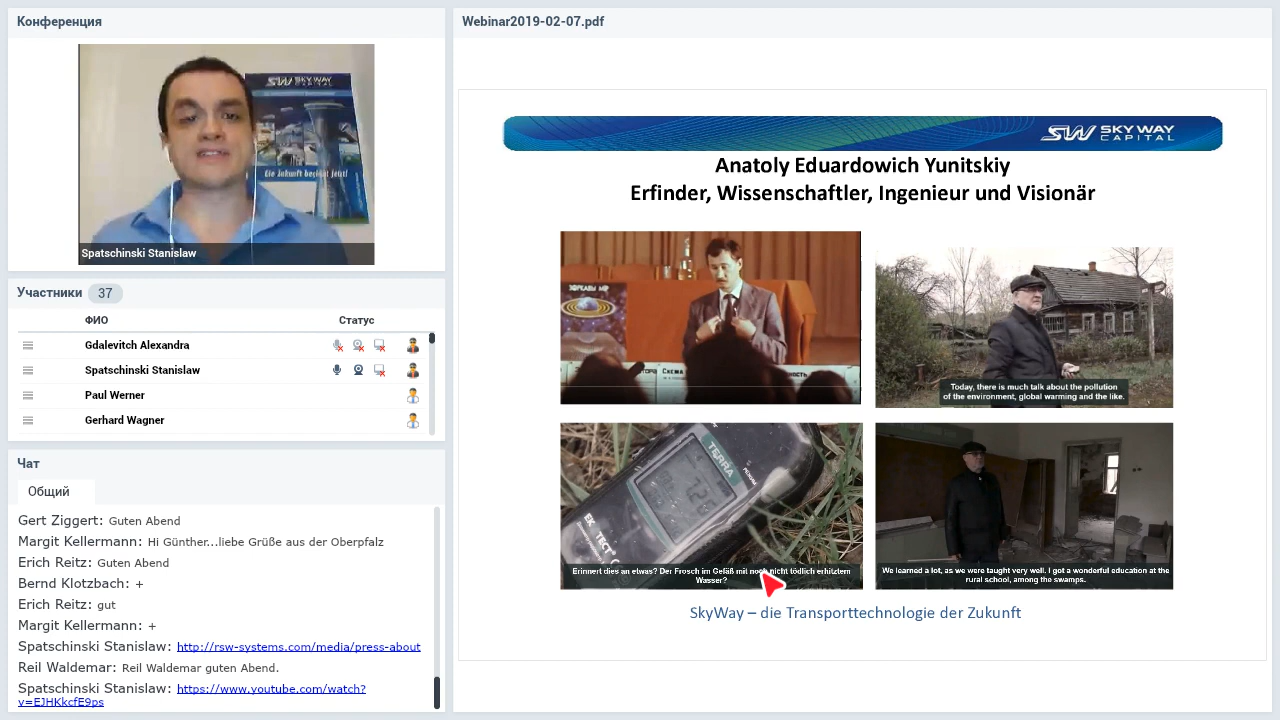 Конференция
SW SKY WAY
CAPITAL
Die Zukunft beginnt jetzt!
Spatschinski Stanislaw
Участники 37
ФИО Статус
Gdalevitch Alexandra
Spatschinski Stanislaw
Paul Werner
Gerhard Wagner
Чат
Общий
Gert Ziggert: Guten Abend
Margit Kellermann: Hi Günther...liebe Grüße aus der Oberpfalz
Erich Reitz: Guten Abend
Bernd Klotzbach: +
Erich Reitz: gut
Margit Kellermann: +
Spatschinski Stanislaw: http://rsw-systems.com/media/press-about
Reil Waldemar: Reil Waldemar guten Abend.
Spatschinski Stanislaw: https://www.youtube.com/watch?
v=EJHKkcfE9ps
Webinar2019-02-07.pdf
SW SKY WAY
CAPITAL
Anatoly Eduardowich Yunitskiy
Erfinder, Wissenschaftler, Ingenieur und Visionär
Today, there is much talk about the pollution
of the environment, global warming and the like.
TERRA
Erinnert dies an etwas? Der Frosch im Gefäß mit noch nicht tödlich erhitztem
Wasser?
We learned a lot, as we were taught very well. I got a wonderful education at the
rural school, among the swamps.
SkyWay – die Transporttechnologie der Zukunft